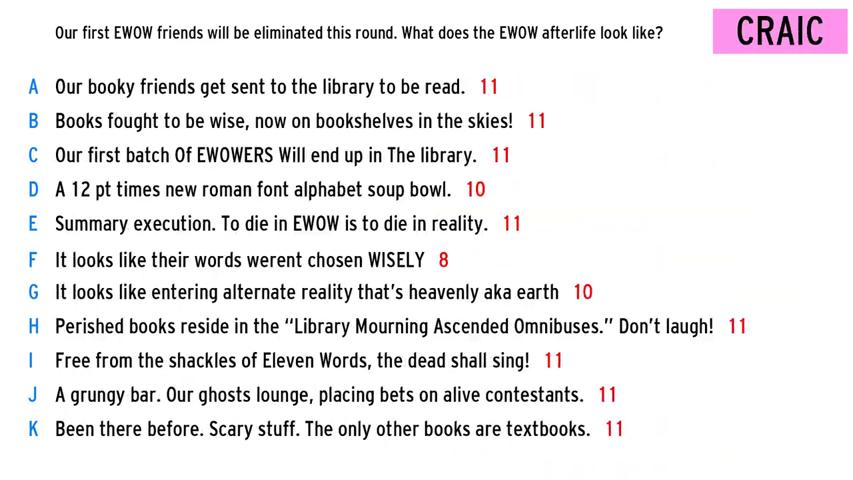 Our first EWOW friends will be eliminated this round. What does the EWOW afterlife look like?
CRAIC
A Our booky friends get sent to the library to be read. 11
B Books fought to be wise, now on bookshelves in the skies! 11
C Our first batch Of EWOWERS Will end up in The library. 11
D A 12 pt times new roman font alphabet soup bowl. 10
E Summary execution. To die in EWOW is to die in reality. 11
F It looks like their words werent chosen WISELY 8
G It looks like entering alternate reality that's heavenly aka earth 10
H Perished books reside in the “Library Mourning Ascended Omnibuses.” Don't laugh! 11
I Free from the shackles of Eleven Words, the dead shall sing! 11
J A grungy bar. Our ghosts lounge, placing bets on alive contestants. 11
K Been there before. Scary stuff. The only other books are textbooks. 11